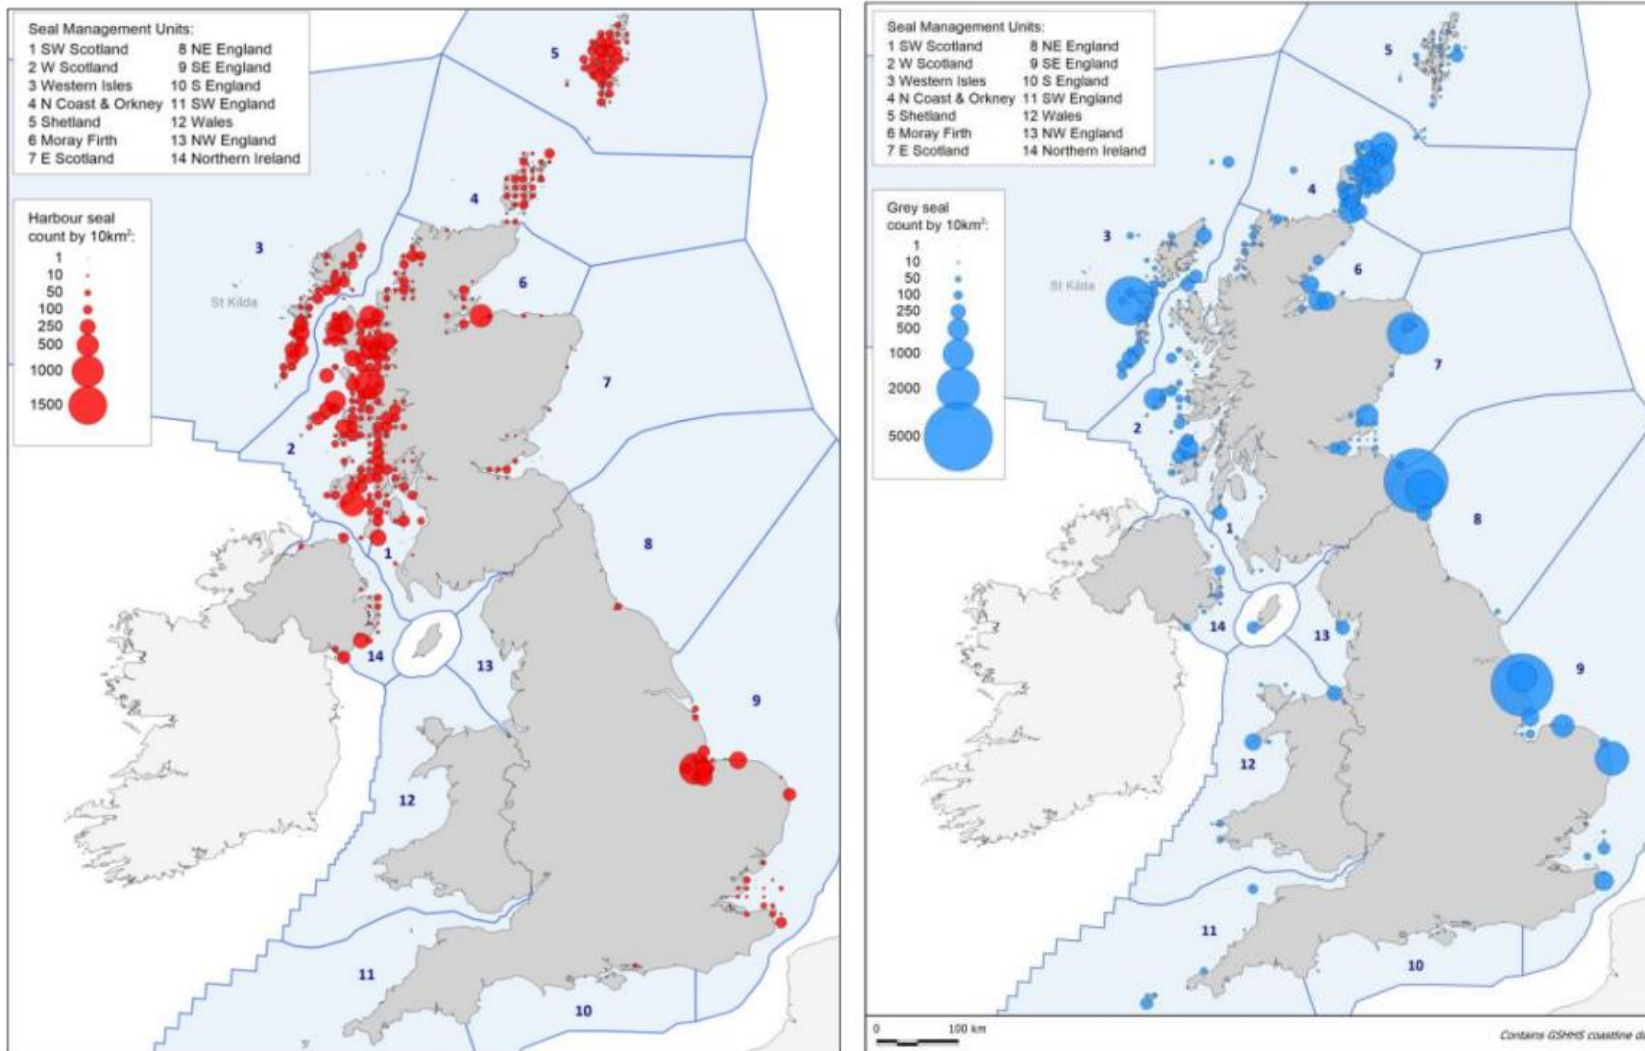 Seal Management Units:
1 SW Scotland 8 NE England
2 W Scotland 9 SE England
3 Western Isles 10 S England
4 N Coast & Orkney 11 SW England
5 Shetland 12 Wales
6 Moray Firth 13 NW England
7 E Scotland 14 Northern Ireland
Harbour seal
count by 10km²:
1
10
50
100
250
500
1000
1500
5
4
3
St Kilda
6
7
2
8
1
14
13
9
12
11
10
Seal Management Units:
1 SW Scotland 8 NE England
2 W Scotland 9 SE England
3 Western Isles 10 S England
4 N Coast & Orkney 11 SW England
5 Shetland 12 Wales
6 Moray Firth 13 NW England
7 E Scotland 14 Northern Ireland
Grey seal
count by 10km²:
1
10
50
100
250
500
1000
2000
5000
5
4
3
6
St Kilda
7
2
8
1
14
13
9
12
11
10
0 100 km
Contains GSHHS coastline d